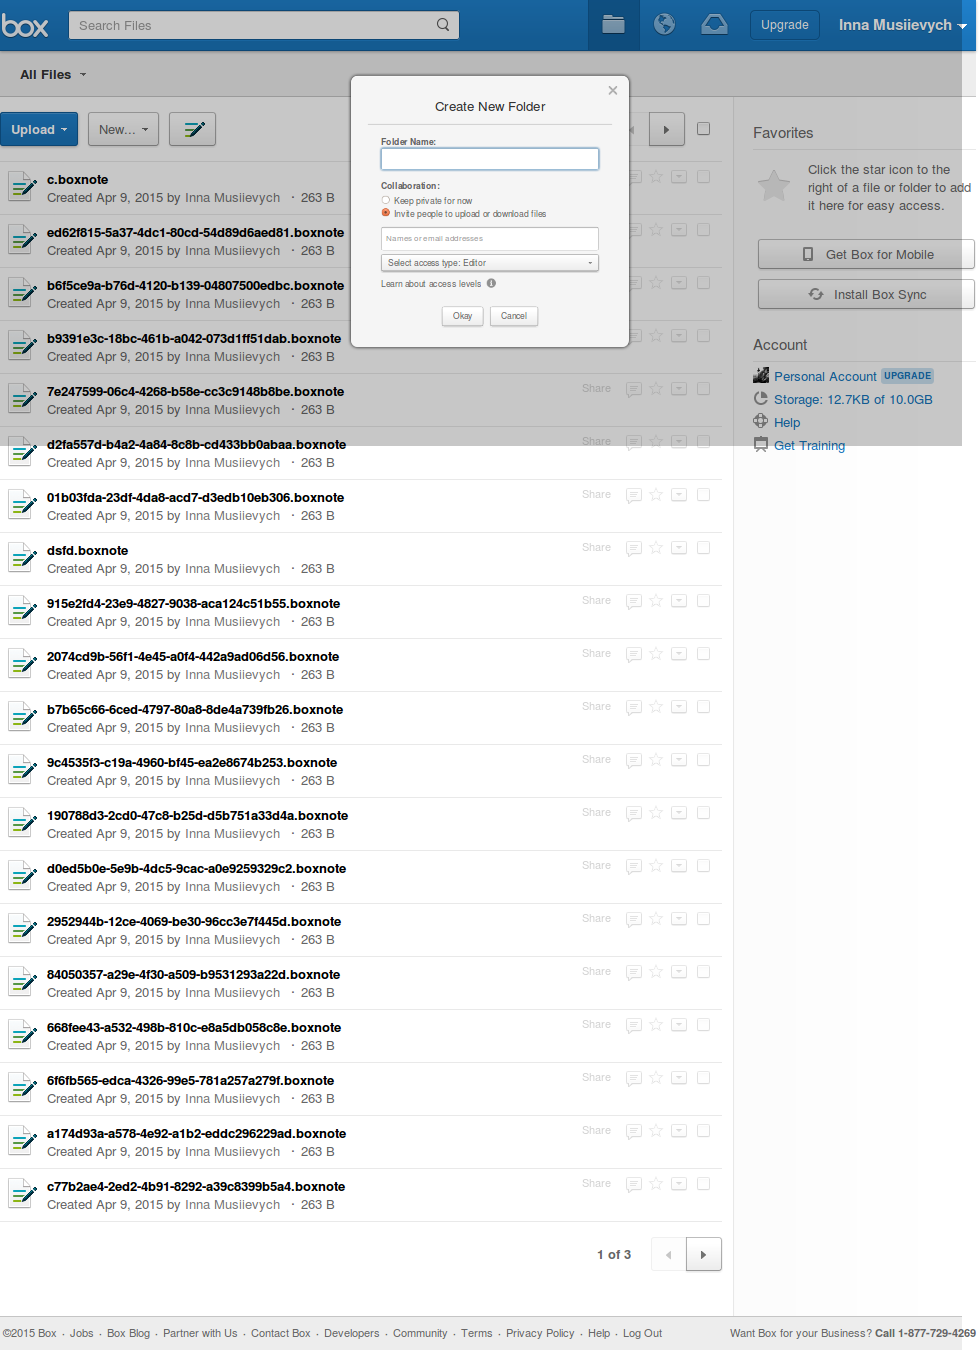 box
Search Files
Upgrade
Inna Musiievych
All Files
Upload
New...
Create New Folder
Folder Name:
Collaboration:
Keep private for now
Invite people to upload or download files
Names or email addresses
Select access type: Editor
Learn about access levels
Okay
Cancel
c.boxnote
Created Apr 9, 2015 by Inna Musiievych · 263 B
ed62f815-5a37-4dc1-80cd-54d89d6aed81.boxnote
Created Apr 9, 2015 by Inna Musiievych · 263 B
b6f5ce9a-b76d-4120-b139-04807500edbc.boxnote
Created Apr 9, 2015 by Inna Musiievych · 263 B
b9391e3c-18bc-461b-a042-073d1ff51dab.boxnote
Created Apr 9, 2015 by Inna Musiievych · 263 B
7e247599-06c4-4268-b58e-cc3c9148b8be.boxnote Share
Created Apr 9, 2015 by Inna Musiievych · 263 B
d2fa557d-b4a2-4a84-8c8b-cd433bb0abaa.boxnote Share
Created Apr 9, 2015 by Inna Musiievych · 263 B
01b03fda-23df-4da8-acd7-d3edb10eb306.boxnote Share
Created Apr 9, 2015 by Inna Musiievych · 263 B
dsfd.boxnote Share
Created Apr 9, 2015 by Inna Musiievych · 263 B
915e2fd4-23e9-4827-9038-aca124c51b55.boxnote Share
Created Apr 9, 2015 by Inna Musiievych · 263 B
2074cd9b-56f1-4e45-a0f4-442a9ad06d56.boxnote Share
Created Apr 9, 2015 by Inna Musiievych · 263 B
b7b65c66-6ced-4797-80a8-8de4a739fb26.boxnote Share
Created Apr 9, 2015 by Inna Musiievych · 263 B
9c4535f3-c19a-4960-bf45-ea2e8674b253.boxnote Share
Created Apr 9, 2015 by Inna Musiievych · 263 B
190788d3-2cd0-47c8-b25d-d5b751a33d4a.boxnote Share
Created Apr 9, 2015 by Inna Musiievych · 263 B
d0ed5b0e-5e9b-4dc5-9cac-a0e9259329c2.boxnote Share
Created Apr 9, 2015 by Inna Musiievych · 263 B
2952944b-12ce-4069-be30-96cc3e7f445d.boxnote Share
Created Apr 9, 2015 by Inna Musiievych · 263 B
84050357-a29e-4f30-a509-b9531293a22d.boxnote Share
Created Apr 9, 2015 by Inna Musiievych · 263 B
668fee43-a532-498b-810c-e8a5db058c8e.boxnote Share
Created Apr 9, 2015 by Inna Musiievych · 263 B
6f6fb565-edca-4326-99e5-781a257a279f.boxnote Share
Created Apr 9, 2015 by Inna Musiievych · 263 B
a174d93a-a578-4e92-a1b2-eddc296229ad.boxnote Share
Created Apr 9, 2015 by Inna Musiievych · 263 B
c77b2ae4-2ed2-4b91-8292-a39c8399b5a4.boxnote Share
Created Apr 9, 2015 by Inna Musiievych · 263 B
1 of 3
Favorites
Click the star icon to the
right of a file or folder to add
it here for easy access.
Get Box for Mobile
Install Box Sync
Account
Personal Account UPGRADE
Storage: 12.7KB of 10.0GB
Help
Get Training
©2015 Box · Jobs · Box Blog · Partner with Us · Contact Box · Developers · Community · Terms · Privacy Policy · Help · Log Out
Want Box for your Business? Call 1-877-729-4269